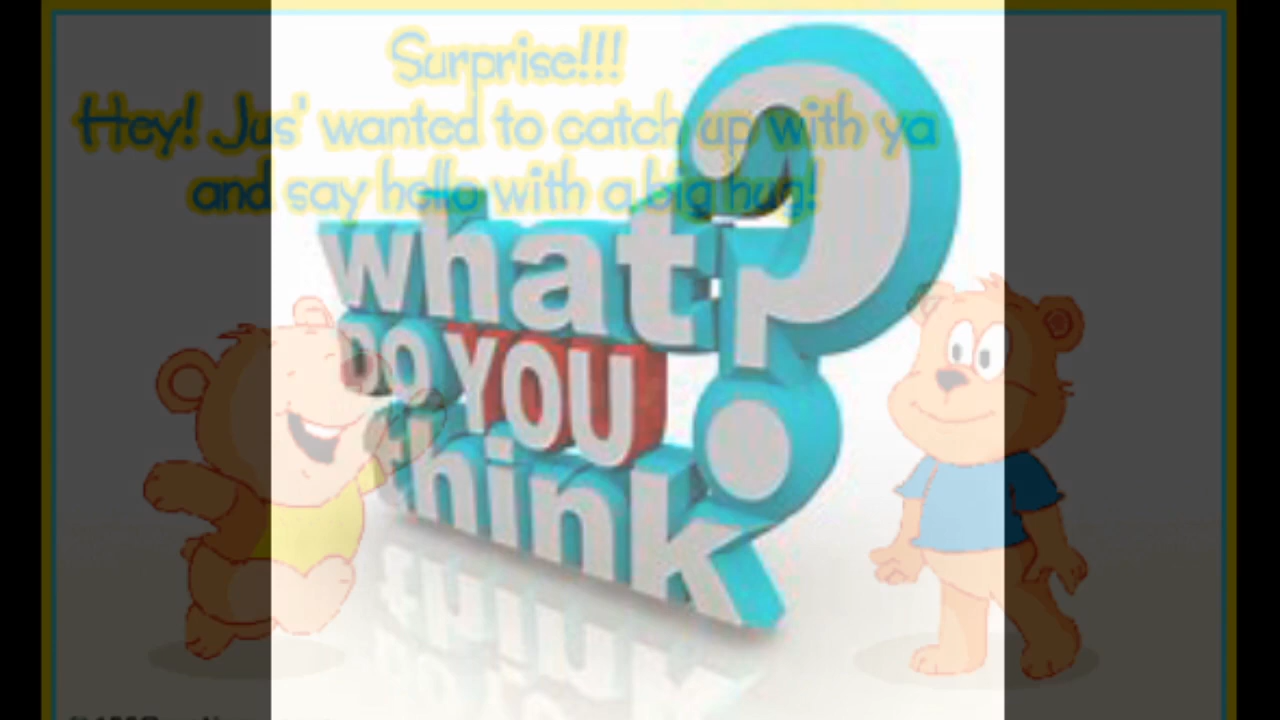 Surprise!!!
Hey! Jus' wanted to catch up with ya
and say hello with a big hug!
what
DO YOU
think
?